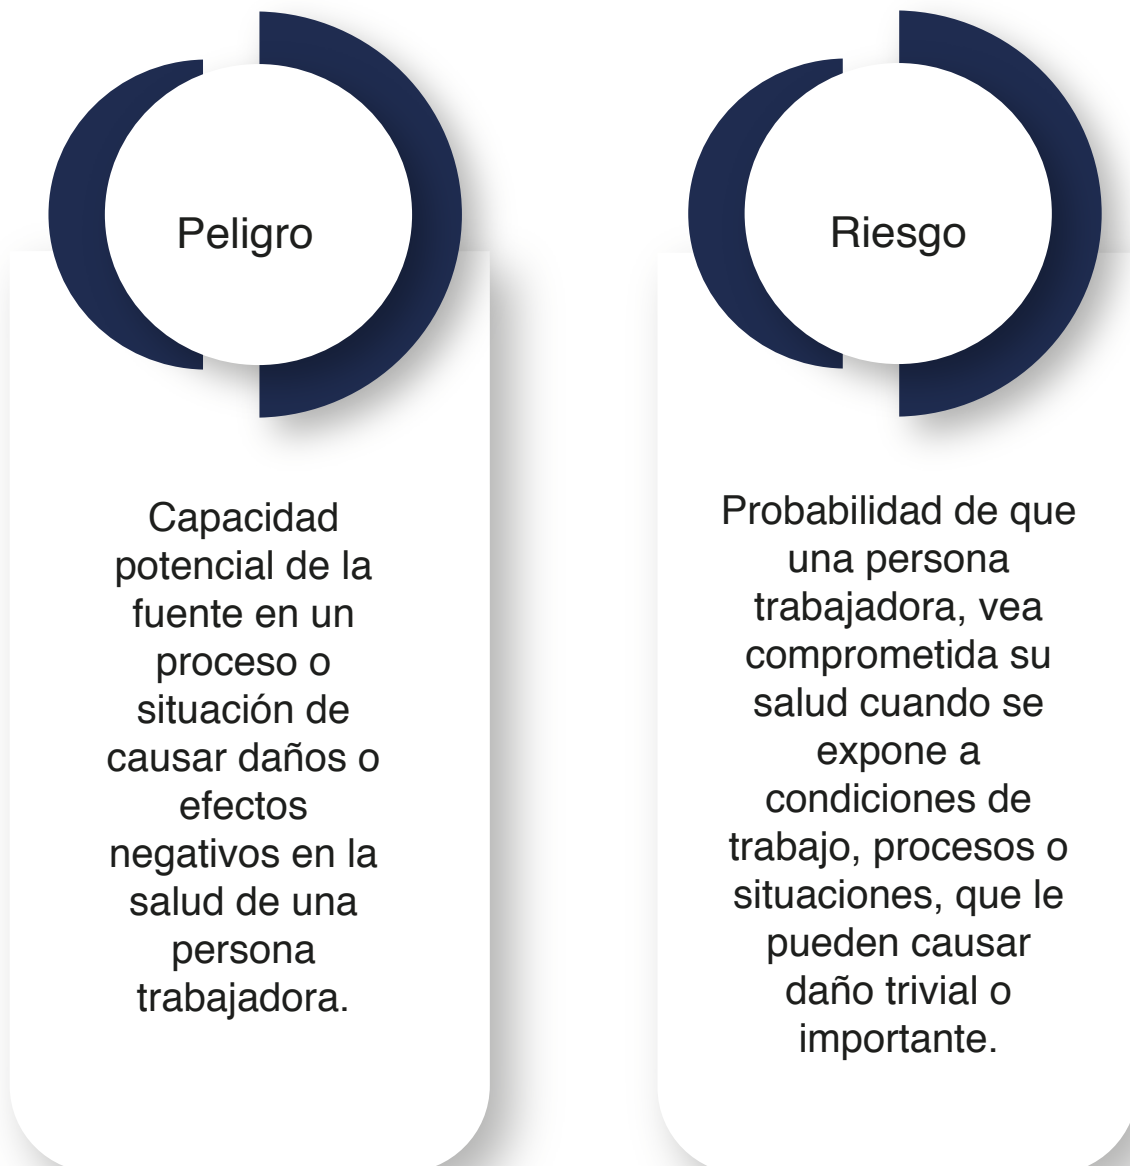 Peligro
Capacidad
potencial de la
fuente en un
proceso o
situación de
causar daños o
efectos
negativos en la
salud de una
persona
trabajadora.
Riesgo
Probabilidad de que
una persona
trabajadora, vea
comprometida su
salud cuando se
expone a
condiciones de
trabajo, procesos o
situaciones, que le
pueden causar
daño trivial o
importante.